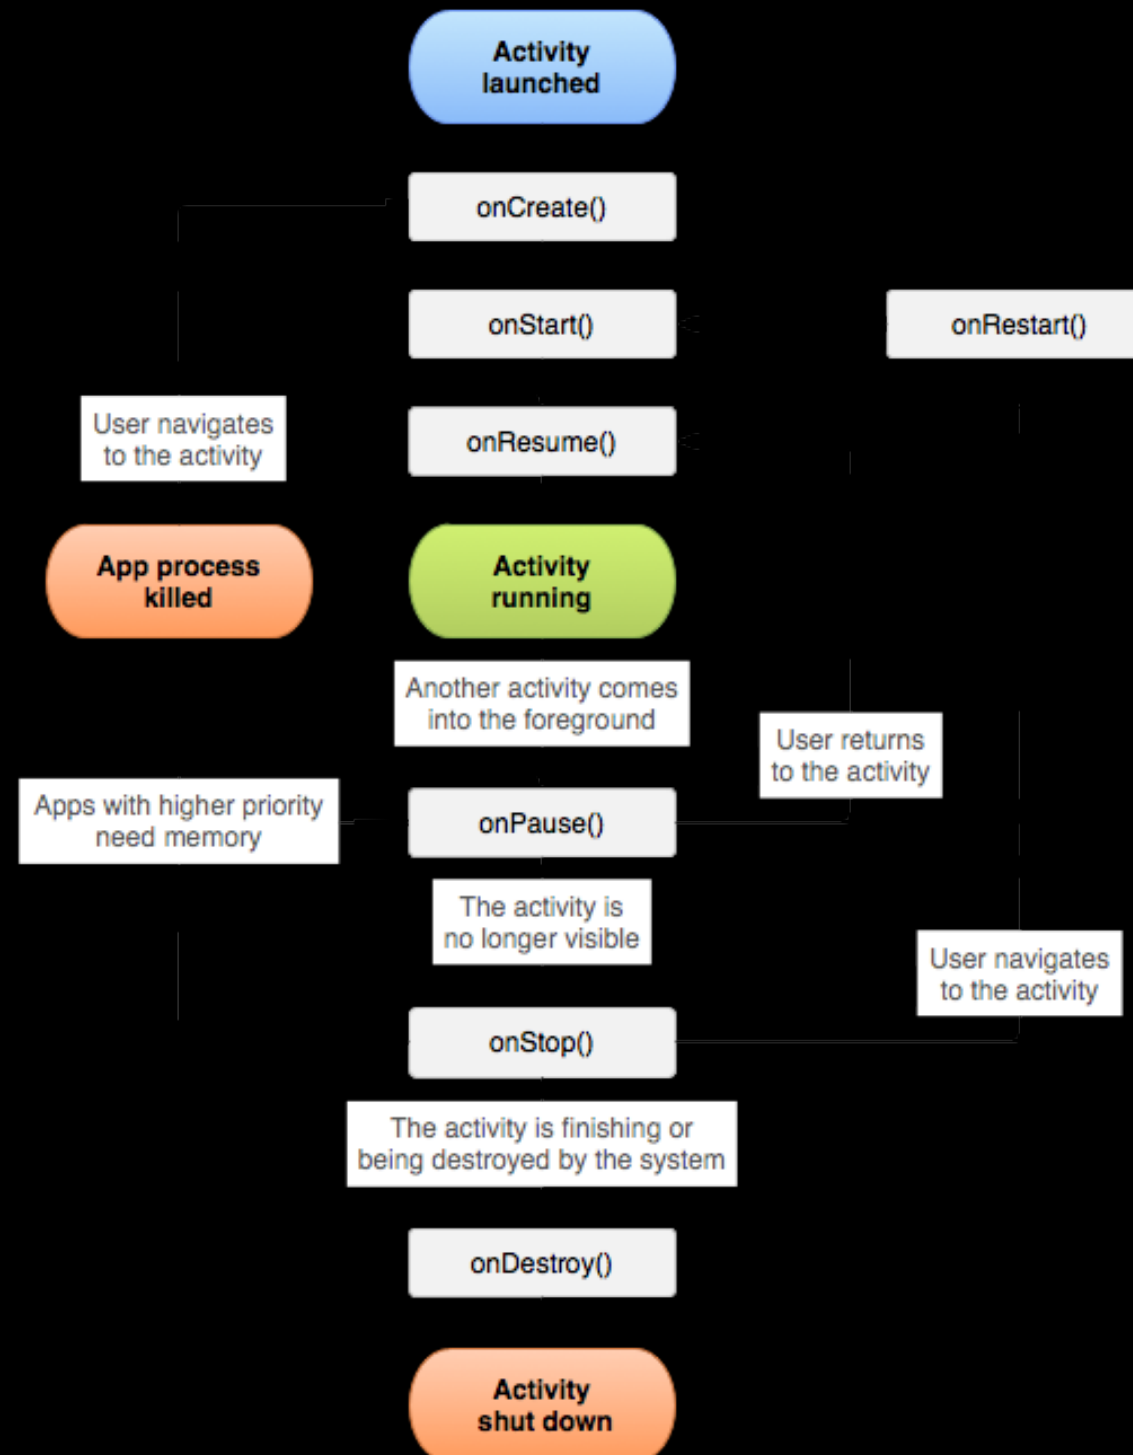 Activity
launched
onCreate()
onStart()
onRestart()
User navigates
to the activity
onResume()
App process
killed
Activity
running
Another activity comes
into the foreground
User returns
to the activity
Apps with higher priority
need memory
onPause()
The activity is
no longer visible
User navigates
to the activity
onStop()
The activity is finishing or
being destroyed by the system
onDestroy()
Activity
shut down